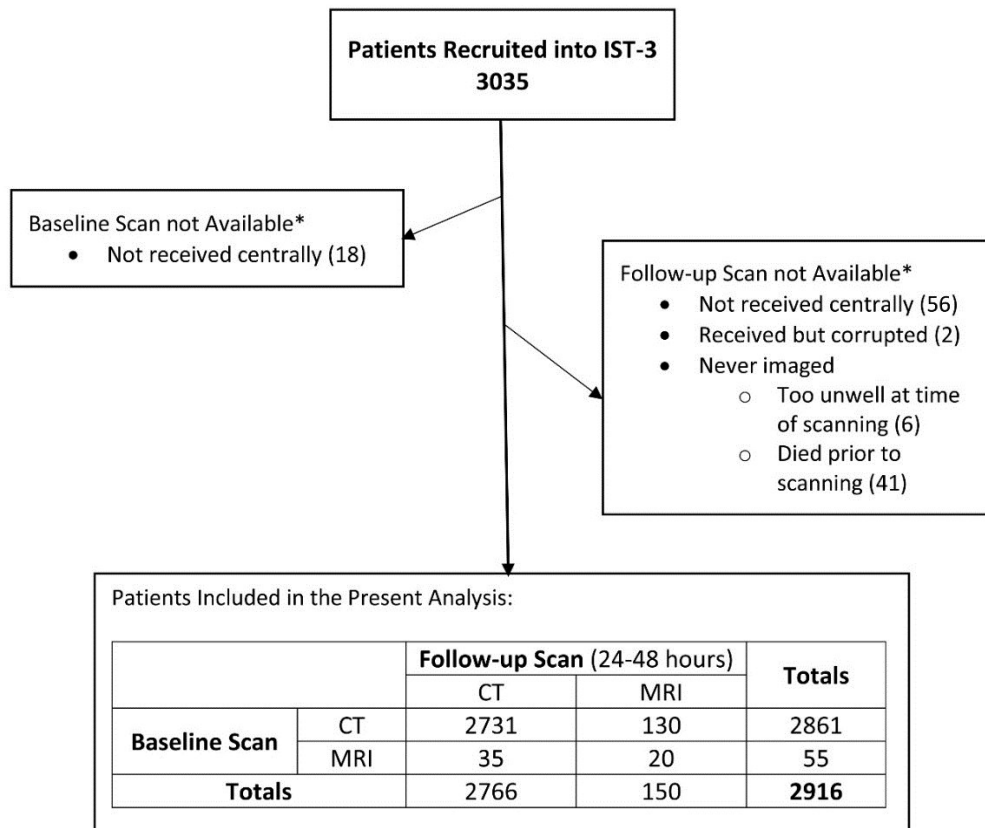 Patients Recruited into IST-3
3035
Baseline Scan not Available*
• Not received centrally (18)
Follow-up Scan not Available*
• Not received centrally (56)
• Received but corrupted (2)
• Never imaged
o Too unwell at time
of scanning (6)
o Died prior to
scanning (41)
Patients Included in the Present Analysis:
Follow-up Scan (24-48 hours) Totals
CT MRI
Baseline Scan CT 2731 130 2861
MRI 35 20 55
Totals 2766 150 2916